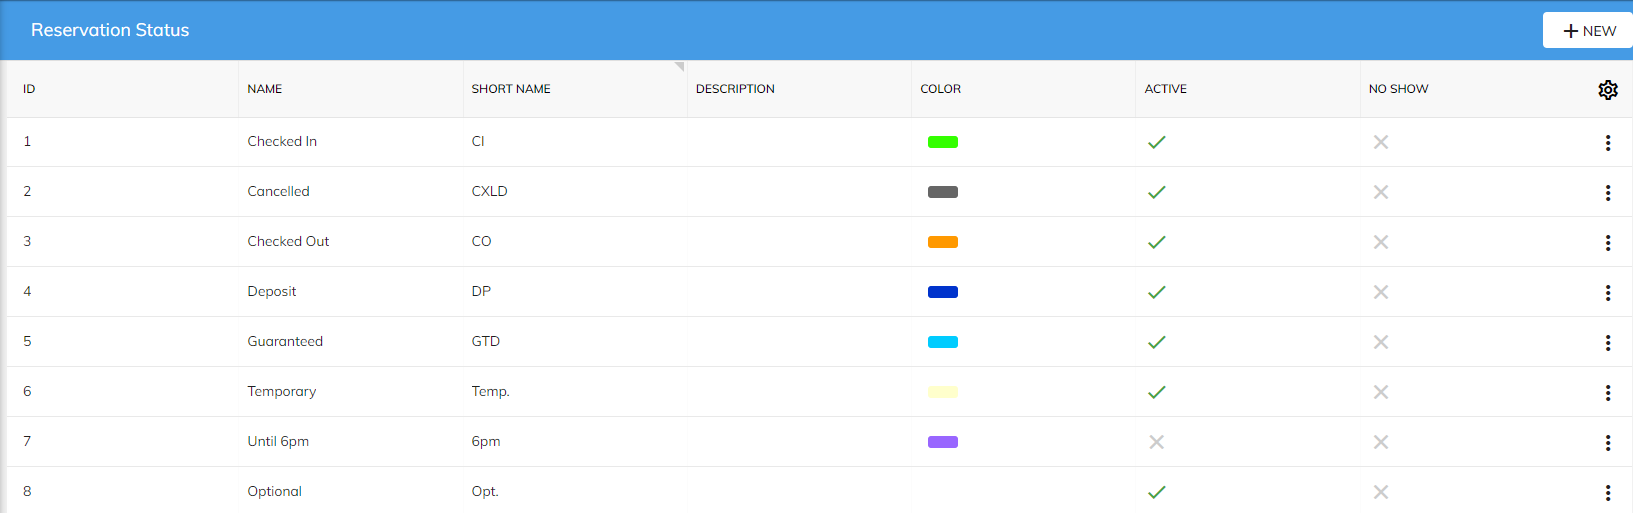 Reservation Status
NEW
ID NAME SHORT NAME DESCRIPTION COLOR ACTIVE NO SHOW
1 Checked In CI
2 Cancelled CXLD
3 Checked Out CO
4 Deposit DP
5 Guaranteed GTD
6 Temporary Temp.
7 Until 6pm 6pm
8 Optional Opt.